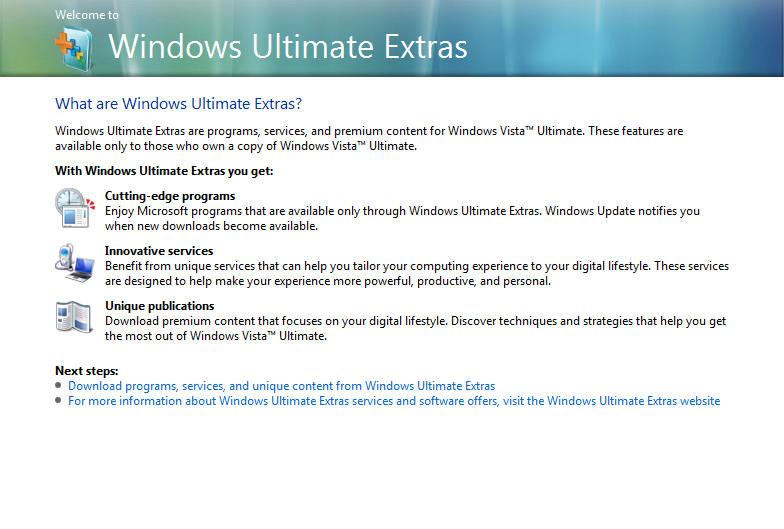 Welcome to
Windows Ultimate Extras
What are Windows Ultimate Extras?
Windows Ultimate Extras are programs, services, and premium content for Windows Vista™ Ultimate. These features are
available only to those who own a copy of Windows Vista™ Ultimate.
With Windows Ultimate Extras you get:
Cutting-edge programs
Enjoy Microsoft programs that are available only through Windows Ultimate Extras. Windows Update notifies you
when new downloads become available.
Innovative services
Benefit from unique services that can help you tailor your computing experience to your digital lifestyle. These services
are designed to help make your experience more powerful, productive, and personal.
Unique publications
Download premium content that focuses on your digital lifestyle. Discover techniques and strategies that help you get
the most out of Windows Vista™ Ultimate.
Next steps:
Download programs, services, and unique content from Windows Ultimate Extras
For more information about Windows Ultimate Extras services and software offers, visit the Windows Ultimate Extras website